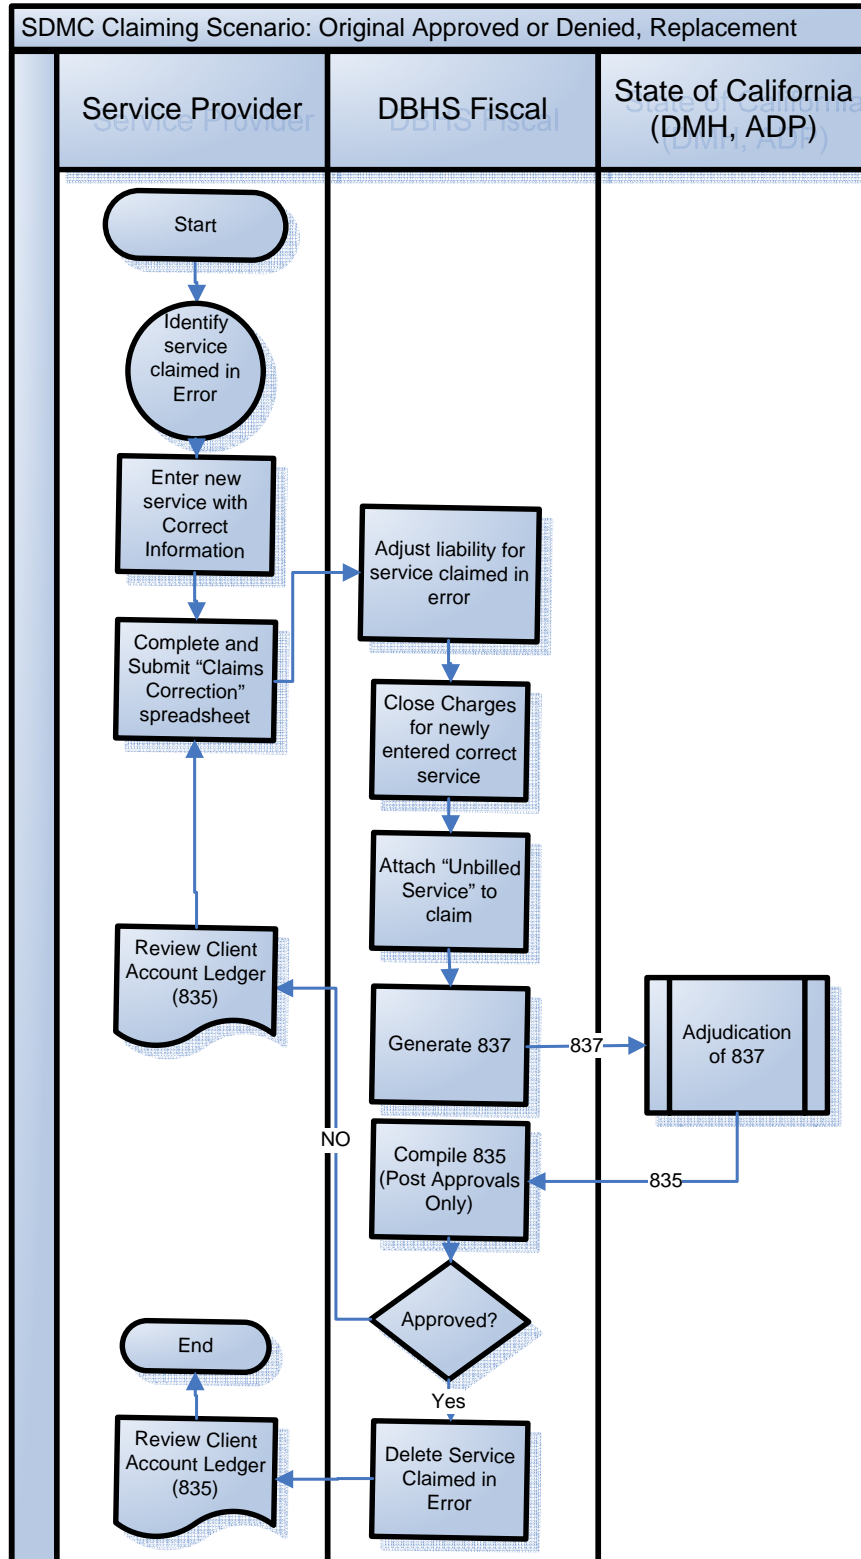 SDMC Claiming Scenario: Original Approved or Denied, Replacement
Service Provider
DBHS Fiscal
State of California
(DMH, ADP)
Start
Identify
service
claimed in
Error
Enter new
service with
Correct
Information
Adjust liability for
service claimed in
error
Complete and
Submit “Claims
Correction”
spreadsheet
Close Charges
for newly
entered correct
service
Attach “Unbilled
Service” to
claim
Review Client
Account Ledger
(835)
Generate 837
837
Adjudication
of 837
NO
Compile 835
(Post Approvals
Only)
835
Approved?
End
Yes
Review Client
Account Ledger
(835)
Delete Service
Claimed in
Error